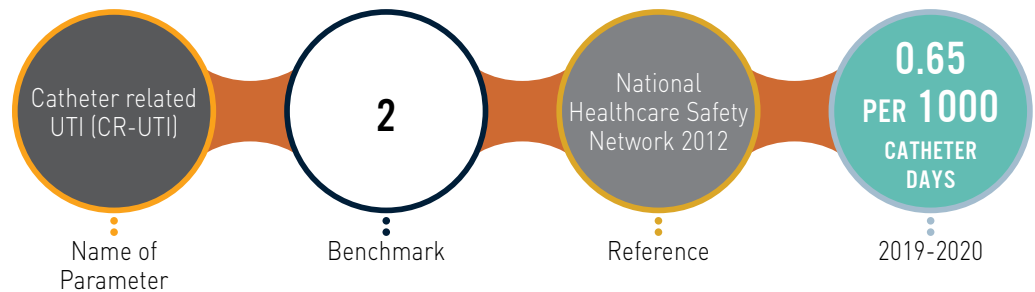 Catheter related
UTI (CR-UTI)
2
National
Healthcare Safety
Network 2012
0.65
PER 1000
CATHETER
DAYS
Name of
Parameter
Benchmark
Reference
2019-2020